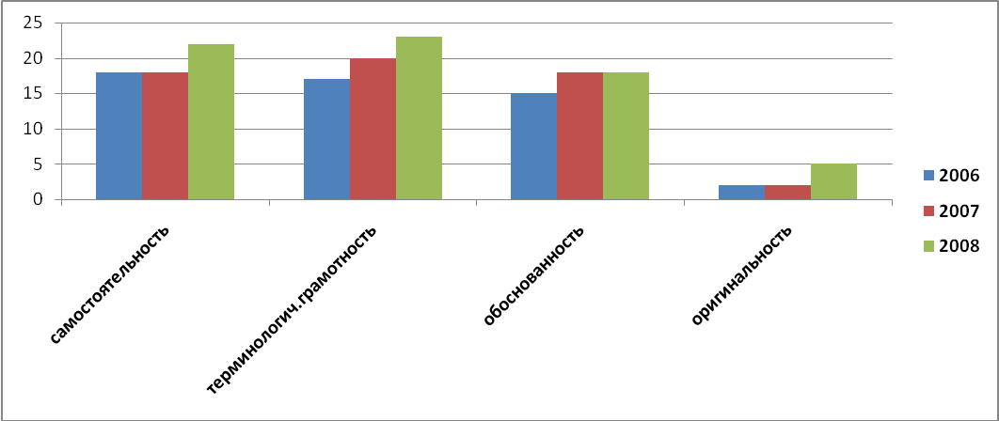 25
20
15
10
5
0
самостоятельность
терминологич.грамотность
обоснованность
оригинальность
2006
2007
2008